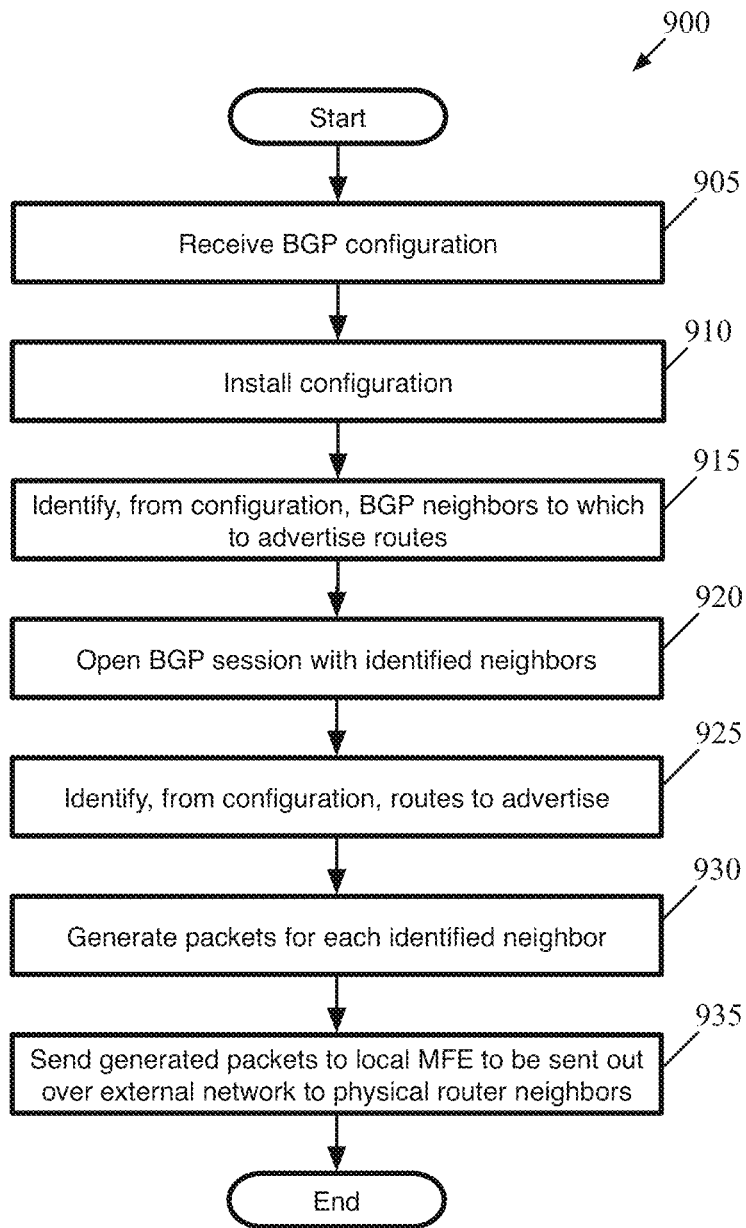 900
Start
905
Receive BGP configuration
910
Install configuration
915
Identify, from configuration, BGP neighbors to which
to advertise routes
920
Open BGP session with identified neighbors
925
Identify, from configuration, routes to advertise
930
Generate packets for each identified neighbor
935
Send generated packets to local MFE to be sent out
over external network to physical router neighbors
End